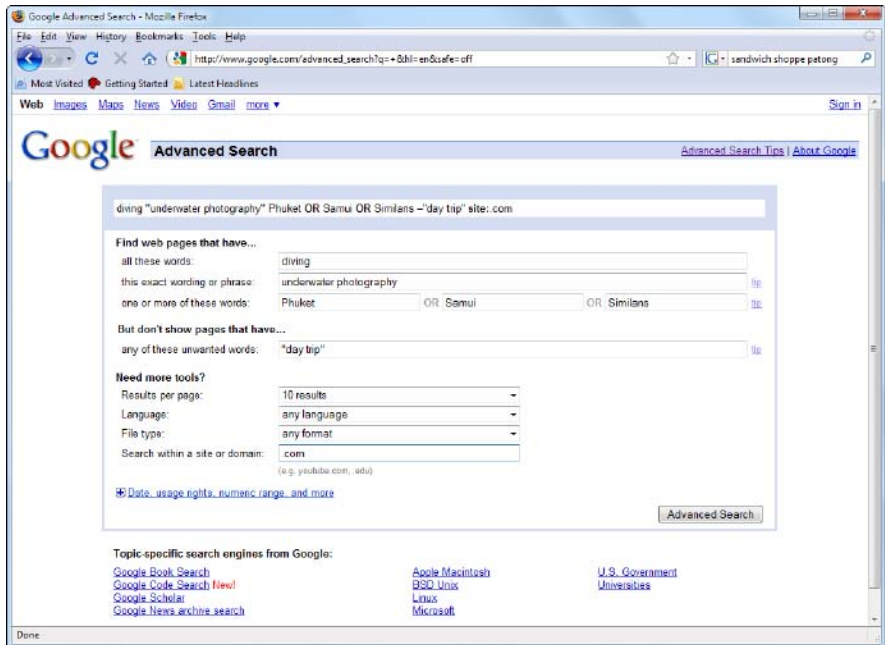 Google Advanced Search - Mozilla Firefox
File Edit View History Bookmarks Tools Help
http://www.google.com/advanced_search?q=+&hl=en&safe=off
sandwich shoppe patong
Most Visited Getting Started Latest Headlines
Web Images Maps News Video Gmail more ▼ Sign in
Google Advanced Search Advanced Search Tips | About Google
diving "underwater photography" Phuket OR Samui OR Similans –"day trip" site:.com
Find web pages that have...
all these words: diving
this exact wording or phrase: underwater photography tip
one or more of these words: Phuket OR Samui OR Similans tip
But don't show pages that have...
any of these unwanted words: "day trip" tip
Need more tools?
Results per page: 10 results
Language: any language
File type: any format
Search within a site or domain: .com
(e.g. youtube.com, .edu)
Date, usage rights, numeric range, and more
Advanced Search
Topic-specific search engines from Google:
Google Book Search Apple Macintosh U.S. Government
Google Code Search New! BSD Unix Universities
Google Scholar Linux
Google News archive search Microsoft
Done